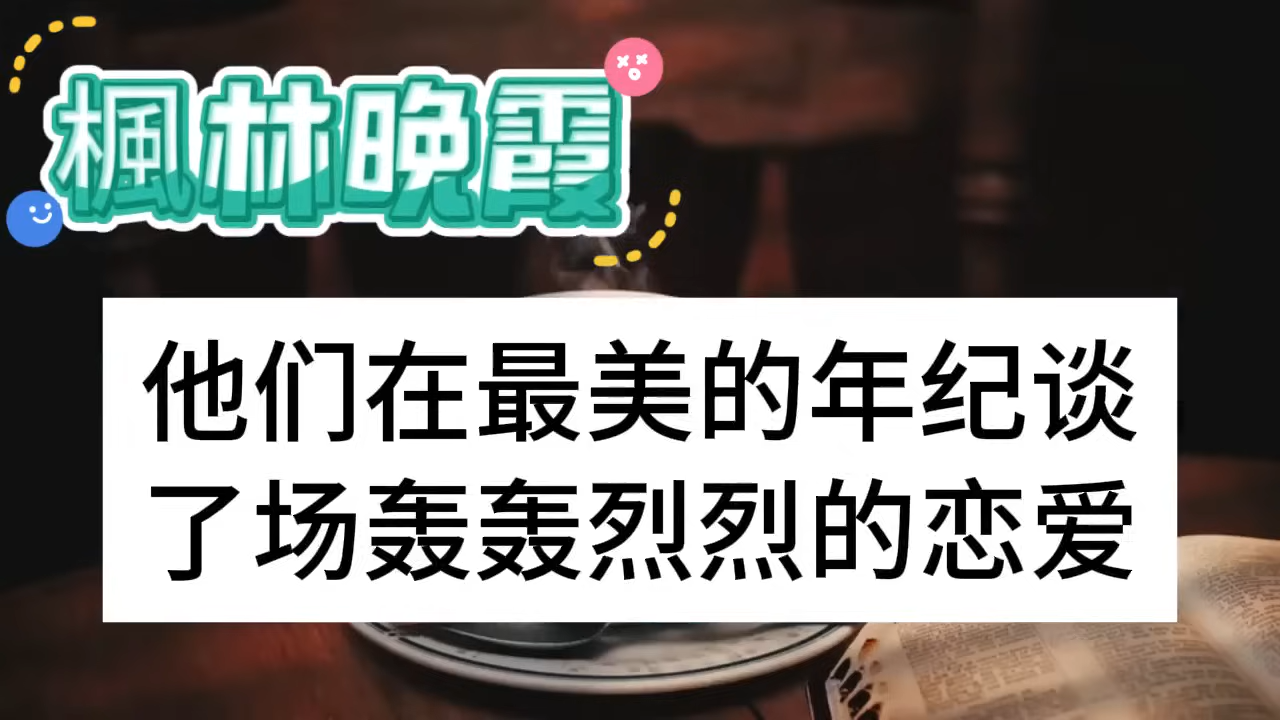 楓林晚霞
他们在最美的年纪谈
了场轰轰烈烈的恋爱